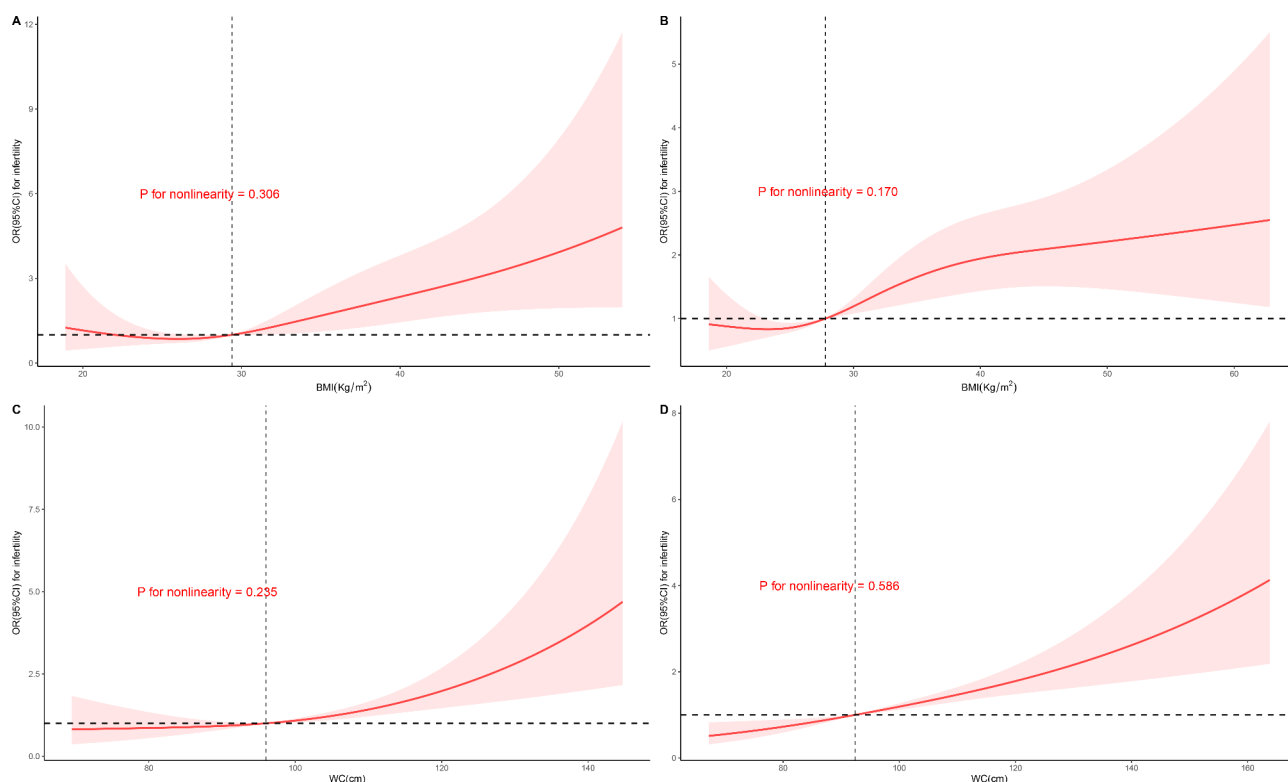 A
12
9
6
3
0
OR(95%CI) for infertility
P for nonlinearity = 0.306
20
30
40
50
BMI(Kg/m²)
B
5
4
3
2
1
OR(95%CI) for infertility
P for nonlinearity = 0.170
20
30
40
50
60
BMI(Kg/m²)
C
10.0
7.5
5.0
2.5
0.0
OR(95%CI) for infertility
P for nonlinearity = 0.235
80
100
120
140
WC(cm)
D
8
6
4
2
0
OR(95%CI) for infertility
P for nonlinearity = 0.586
80
100
120
140
160
WC(cm)